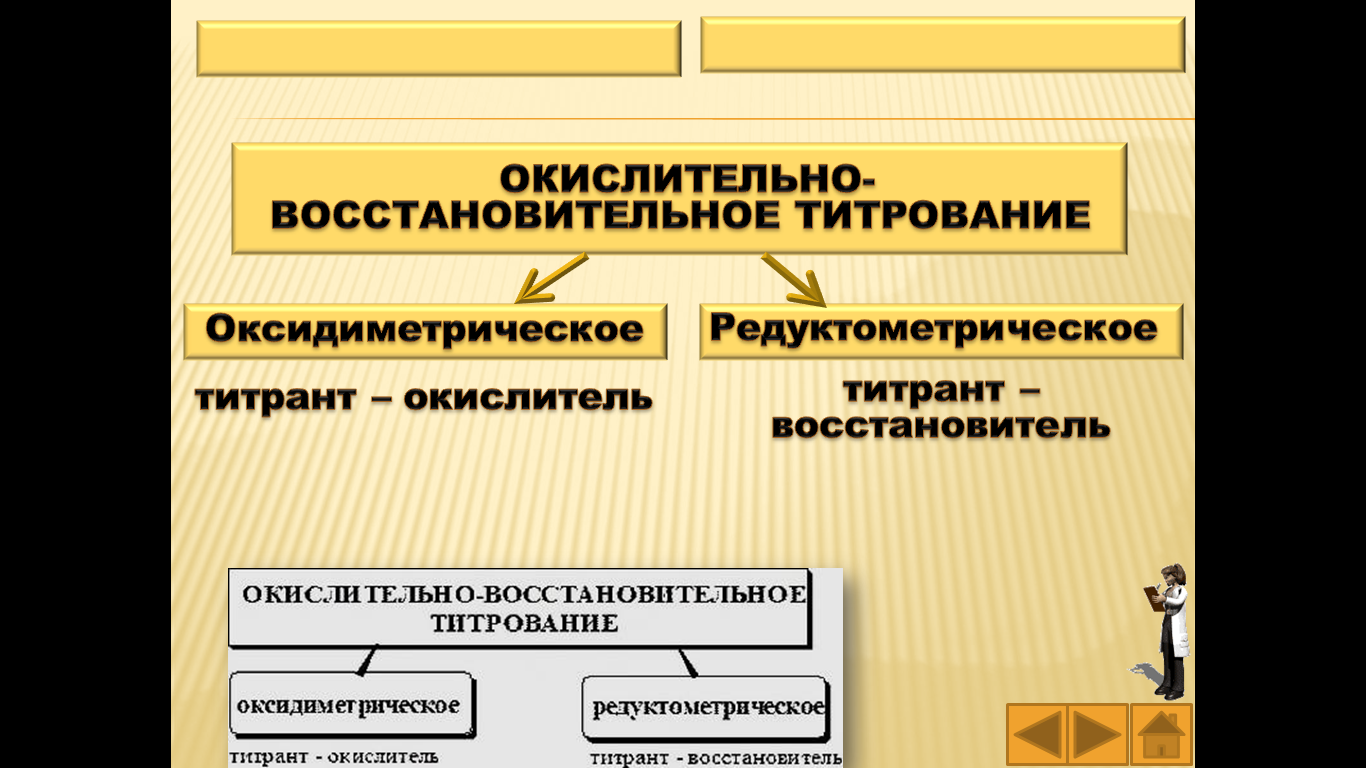 ОКИСЛИТЕЛЬНО-
ВОССТАНОВИТЕЛЬНОЕ ТИТРОВАНИЕ
Оксидиметрическое
Редуктометрическое
титрант – окислитель
титрант –
восстановитель
ОКИСЛИТЕЛЬНО-ВОССТАНОВИТЕЛЬНОЕ
ТИТРОВАНИЕ
оксидиметрическое
редуктометрическое
титрант - окислитель
титрант - восстановитель